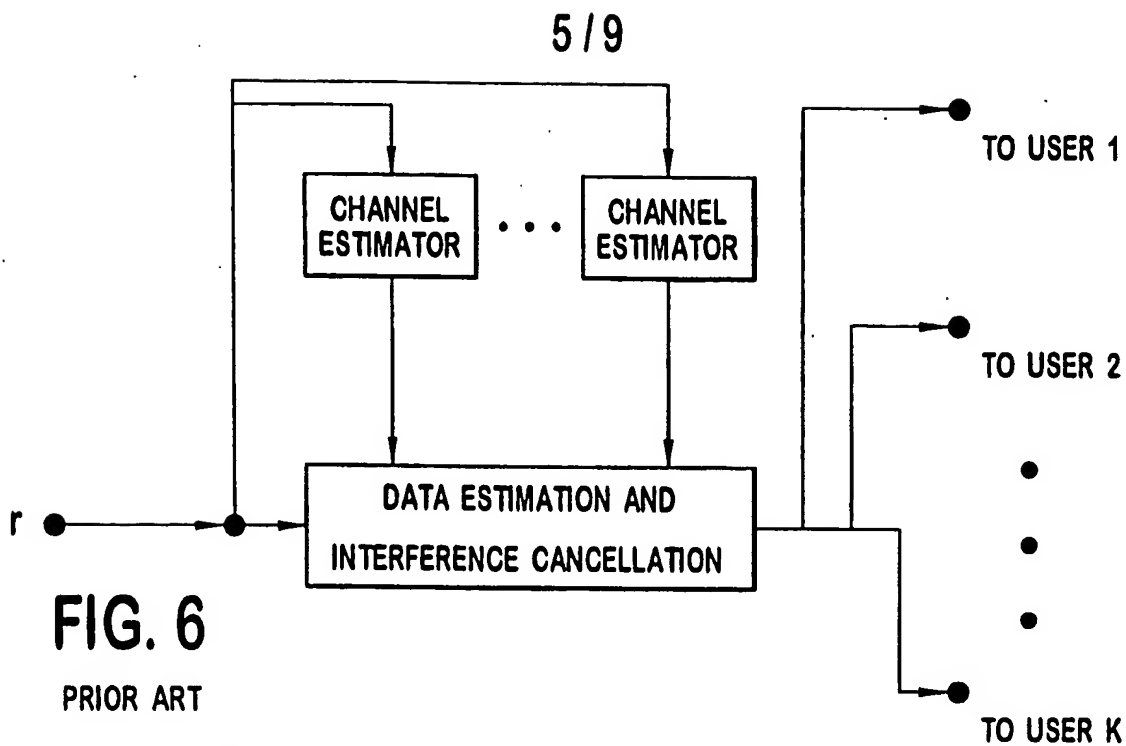 5/9
CHANNEL
ESTIMATOR
CHANNEL
ESTIMATOR
TO USER 1
TO USER 2
r
DATA ESTIMATION AND
INTERFERENCE CANCELLATION
FIG. 6
PRIOR ART
TO USER K